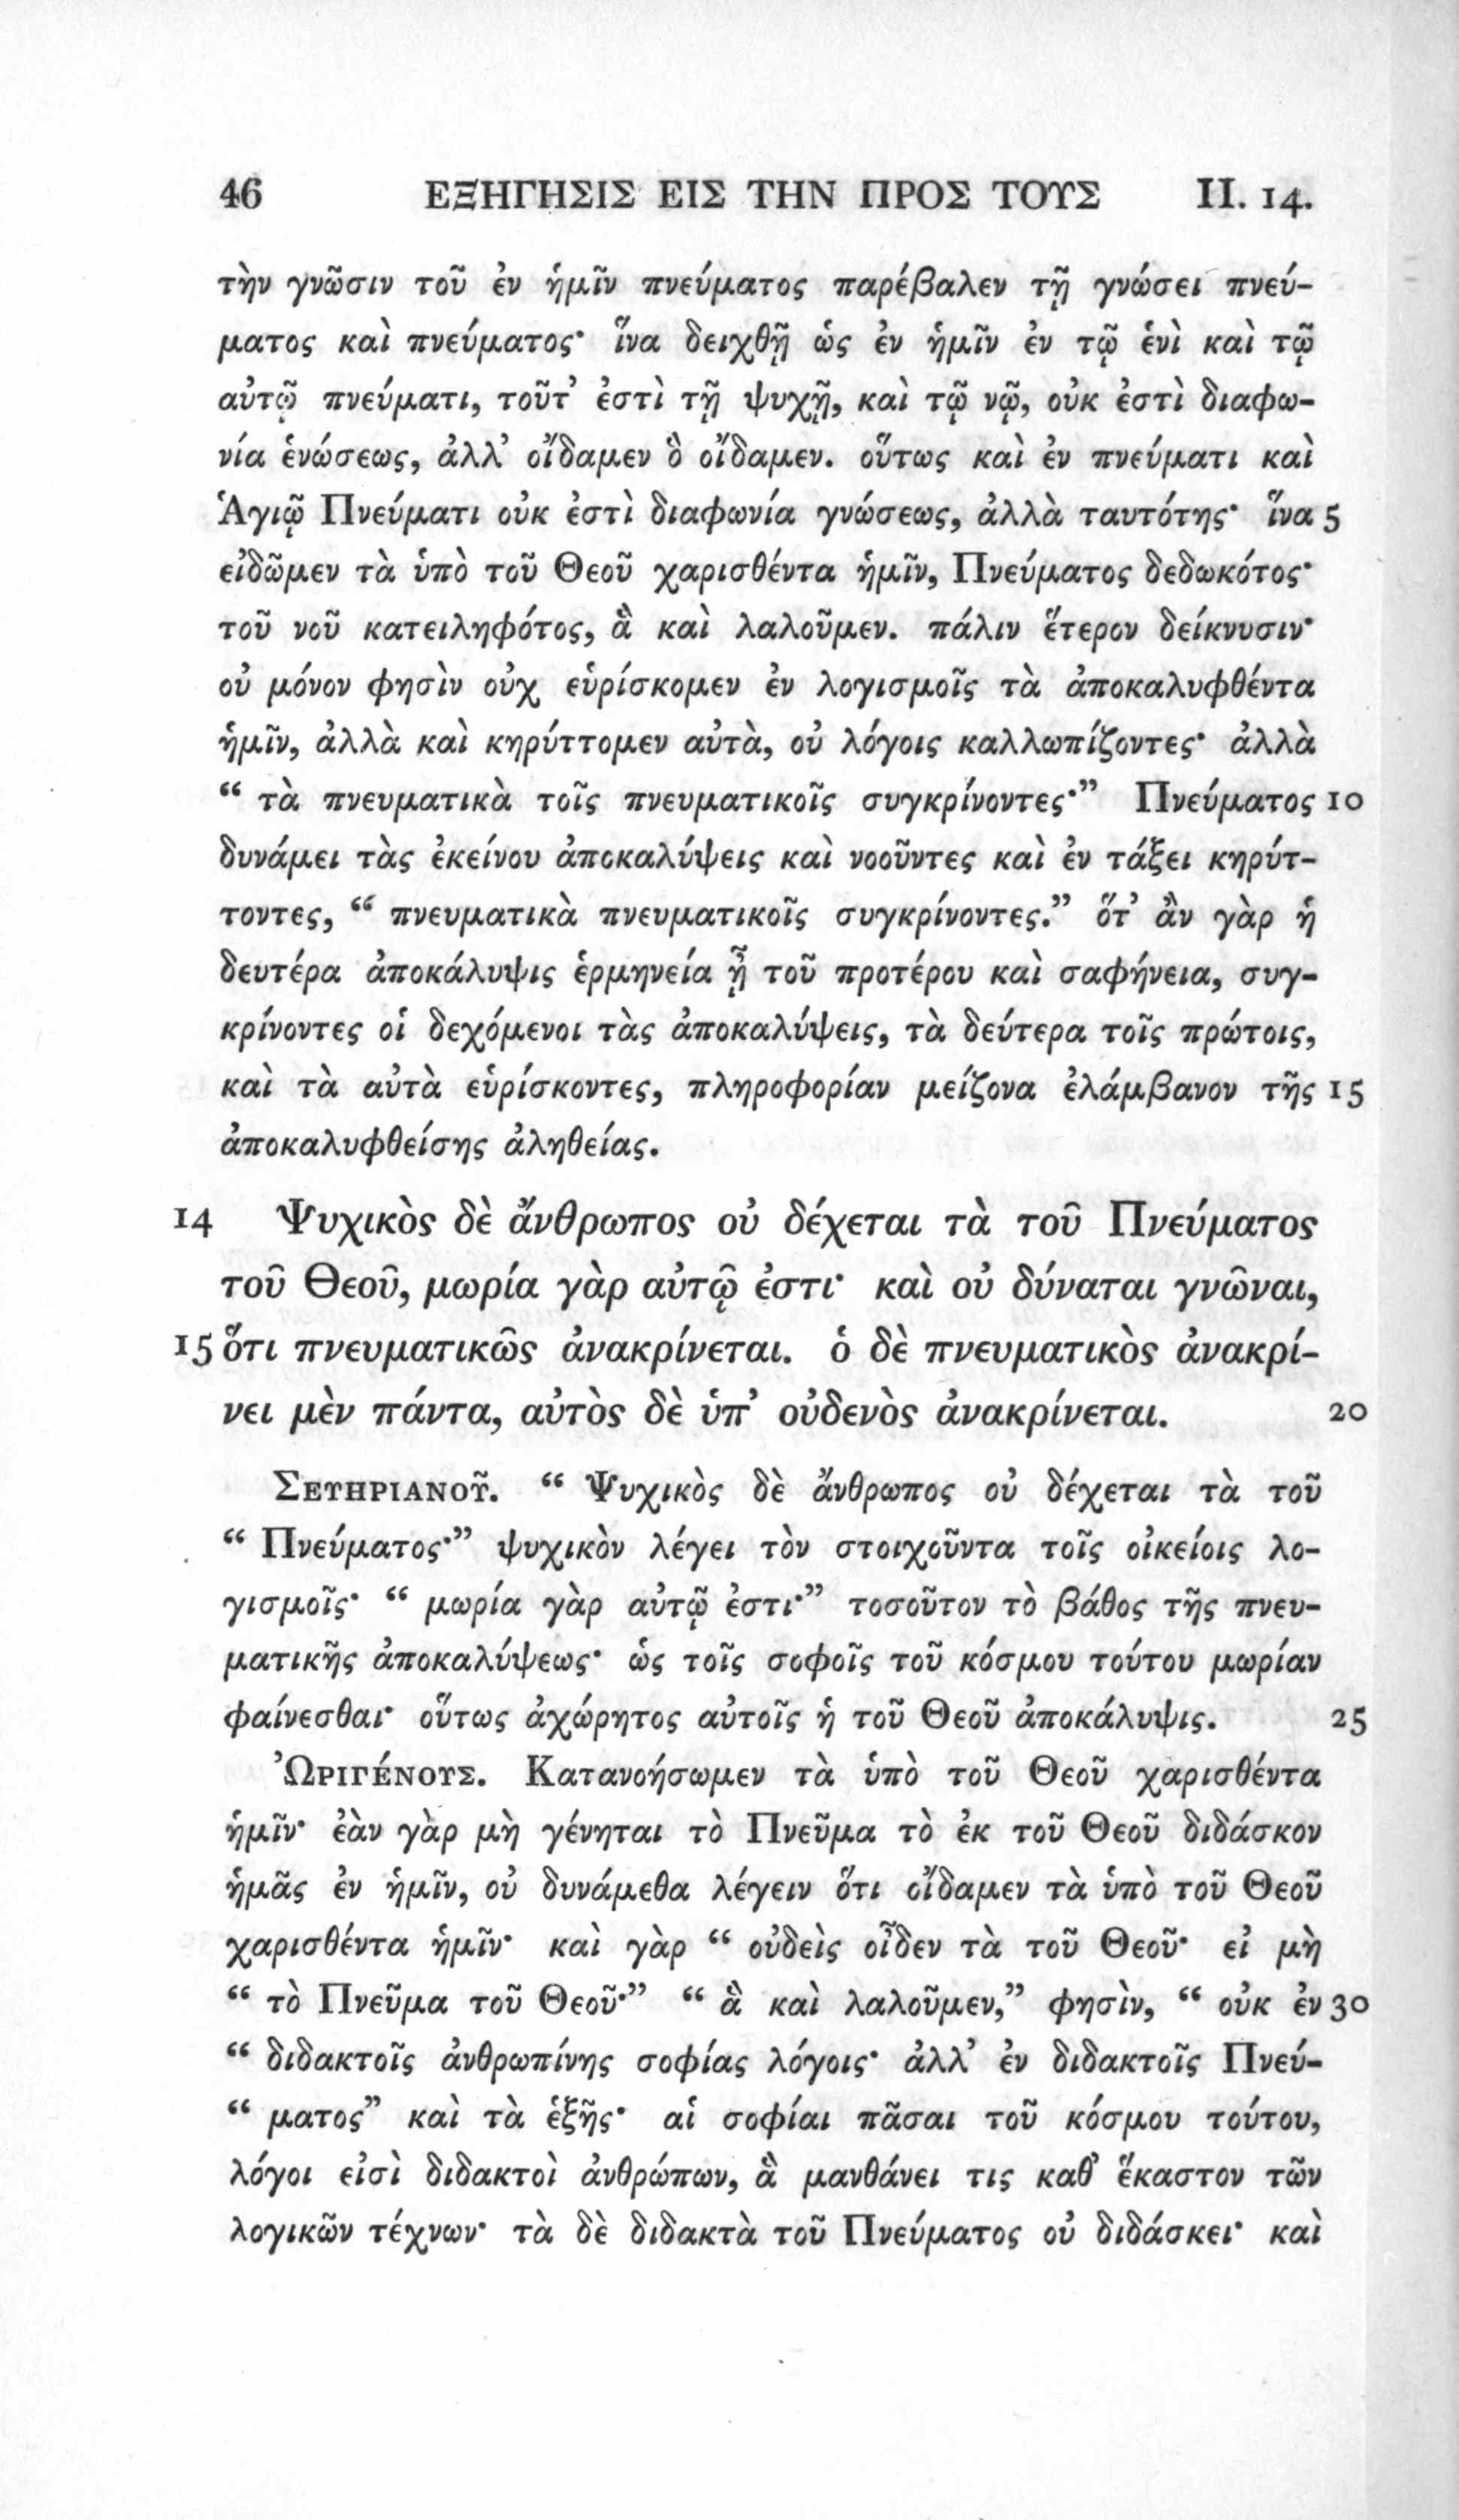 46 ΕΞΗΓΗΣΙΣ ΕΙΣ ΤΗΝ ΠΡΟΣ ΤΟΥΣ II. 14.
τὴν γνῶσιν τοῦ ἐν ἡμῖν πνεύματος παρέβαλεν τῇ γνώσει πνεύ-
ματος καὶ πνεύματος· ἵνα δειχθῇ ὡς ἐν ἡμῖν ἐν τῷ ἑνὶ καὶ τῷ
αὐτῷ πνεύματι, τοῦτ’ ἐστὶ τῇ ψυχῇ, καὶ τῷ νῷ, οὐκ ἐστὶ διαφω-
νία ἑνώσεως, ἀλλ’ οἴδαμεν ὃ οἴδαμεν. οὕτως καὶ ἐν πνεύματι καὶ
Ἁγιῷ Πνεύματι οὐκ ἐστὶ διαφωνία γνώσεως, ἀλλὰ ταυτότης· ἵνα 5
εἰδῶμεν τὰ ὑπὸ τοῦ Θεοῦ χαρισθέντα ἡμῖν, Πνεύματος δεδωκότος·
τοῦ νοῦ κατειληφότος, ἃ καὶ λαλοῦμεν. πάλιν ἕτερον δείκνυσιν·
οὐ μόνον φησὶν οὐχ εὑρίσκομεν ἐν λογισμοῖς τὰ ἀποκαλυφθέντα
ἡμῖν, ἀλλὰ καὶ κηρύττομεν αὐτὰ, οὐ λόγοις καλλωπίζοντες· ἀλλὰ
“ τὰ πνευματικὰ τοῖς πνευματικοῖς συγκρίνοντες·” Πνεύματος 10
δυνάμει τὰς ἐκείνου ἀποκαλύψεις καὶ νοοῦντες καὶ ἐν τάξει κηρύτ-
τοντες, “ πνευματικὰ πνευματικοῖς συγκρίνοντες.” ὅτ’ ἂν γὰρ ἡ
δευτέρα ἀποκάλυψις ἑρμηνεία ᾖ τοῦ προτέρου καὶ σαφήνεια, συγ-
κρίνοντες οἱ δεχόμενοι τὰς ἀποκαλύψεις, τὰ δεύτερα τοῖς πρώτοις,
καὶ τὰ αὐτὰ εὑρίσκοντες, πληροφορίαν μείζονα ἐλάμβανον τῆς 15
ἀποκαλυφθείσης ἀληθείας.
14 Ψυχικὸς δὲ ἄνθρωπος οὐ δέχεται τὰ τοῦ Πνεύματος
τοῦ Θεοῦ, μωρία γὰρ αὐτῷ ἐστι· καὶ οὐ δύναται γνῶναι,
15 ὅτι πνευματικῶς ἀνακρίνεται. ὁ δὲ πνευματικὸς ἀνακρί-
νει μὲν πάντα, αὐτὸς δὲ ὑπ’ οὐδενὸς ἀνακρίνεται. 20
ΣΕΥΗΡΙΑΝΟῦ. “ Ψυχικὸς δὲ ἄνθρωπος οὐ δέχεται τὰ τοῦ
“ Πνεύματος·” ψυχικὸν λέγει τὸν στοιχοῦντα τοῖς οἰκείοις λο-
γισμοῖς· “ μωρία γὰρ αὐτῷ ἐστι·” τοσοῦτον τὸ βάθος τῆς πνευ-
ματικῆς ἀποκαλύψεως· ὡς τοῖς σοφοῖς τοῦ κόσμου τούτου μωρίαν
φαίνεσθαι· οὕτως ἀχώρητος αὐτοῖς ἡ τοῦ Θεοῦ ἀποκάλυψις. 25
ὨΡΙΓΈΝΟΥΣ. Κατανοήσωμεν τὰ ὑπὸ τοῦ Θεοῦ χαρισθέντα
ἡμῖν· ἐὰν γὰρ μὴ γένηται τὸ Πνεῦμα τὸ ἐκ τοῦ Θεοῦ διδάσκον
ἡμᾶς ἐν ἡμῖν, οὐ δυνάμεθα λέγειν ὅτι οἴδαμεν τὰ ὑπὸ τοῦ Θεοῦ
χαρισθέντα ἡμῖν· καὶ γὰρ “ οὐδεὶς οἶδεν τὰ τοῦ Θεοῦ· εἰ μὴ
“ τὸ Πνεῦμα τοῦ Θεοῦ·” “ ἃ καὶ λαλοῦμεν,” φησὶν, “ οὐκ ἐν 30
“ διδακτοῖς ἀνθρωπίνης σοφίας λόγοις· ἀλλ’ ἐν διδακτοῖς Πνεύ-
“ ματος” καὶ τὰ ἑξῆς· αἱ σοφίαι πᾶσαι τοῦ κόσμου τούτου,
λόγοι εἰσὶ διδακτοὶ ἀνθρώπων, ἃ μανθάνει τις καθ’ ἕκαστον τῶν
λογικῶν τέχνων· τὰ δὲ διδακτὰ τοῦ Πνεύματος οὐ διδάσκει· καὶ